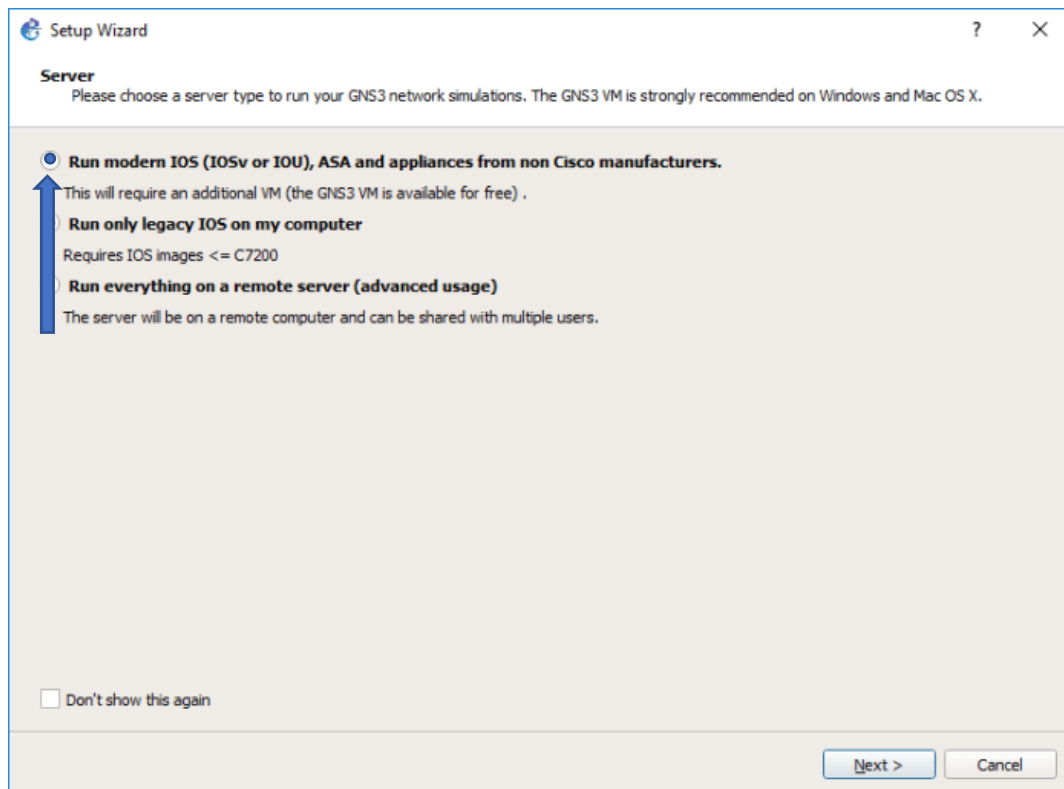 Setup Wizard
?
Server
Please choose a server type to run your GNS3 network simulations. The GNS3 VM is strongly recommended on Windows and Mac OS X.
Run modern IOS (IOSv or IOU), ASA and appliances from non Cisco manufacturers.
This will require an additional VM (the GNS3 VM is available for free) .
Run only legacy IOS on my computer
Requires IOS images <= C7200
Run everything on a remote server (advanced usage)
The server will be on a remote computer and can be shared with multiple users.
Don't show this again
Next > Cancel